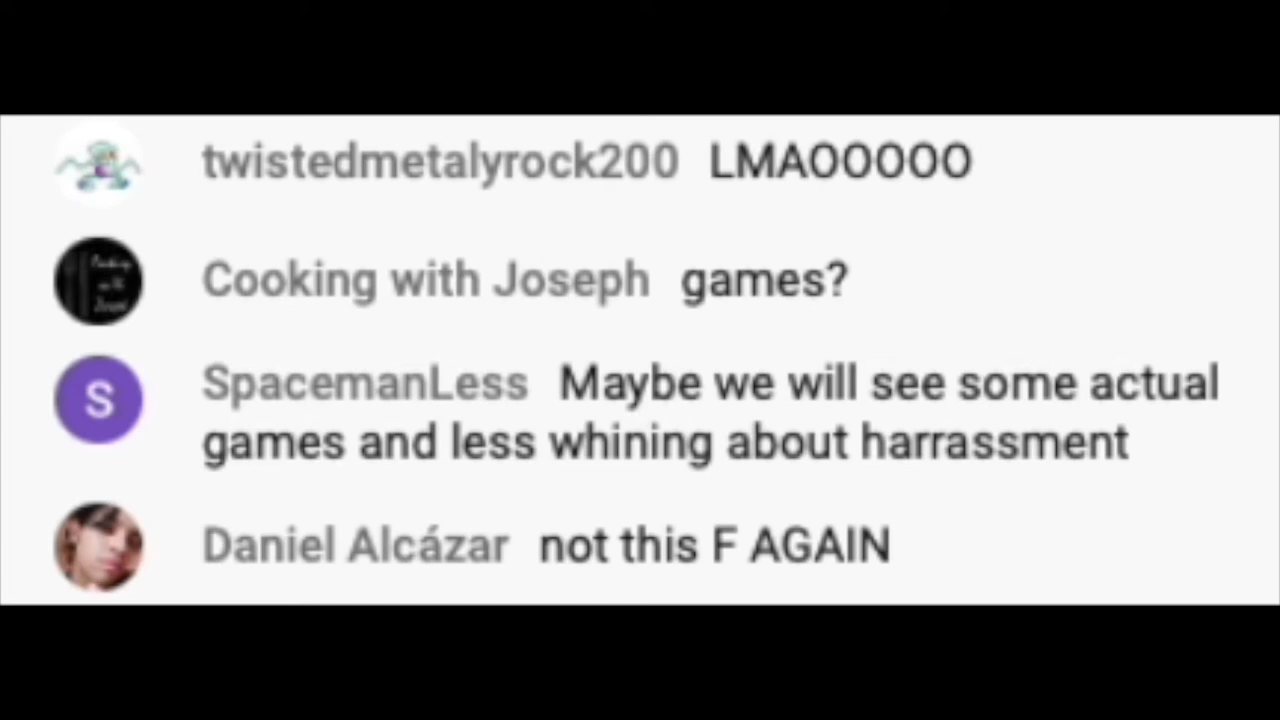 twistedmetalyrock200 LMAOOOOO
Cooking with Joseph games?
S SpacemanLess Maybe we will see some actual
games and less whining about harrassment
Daniel Alcázar not this F AGAIN